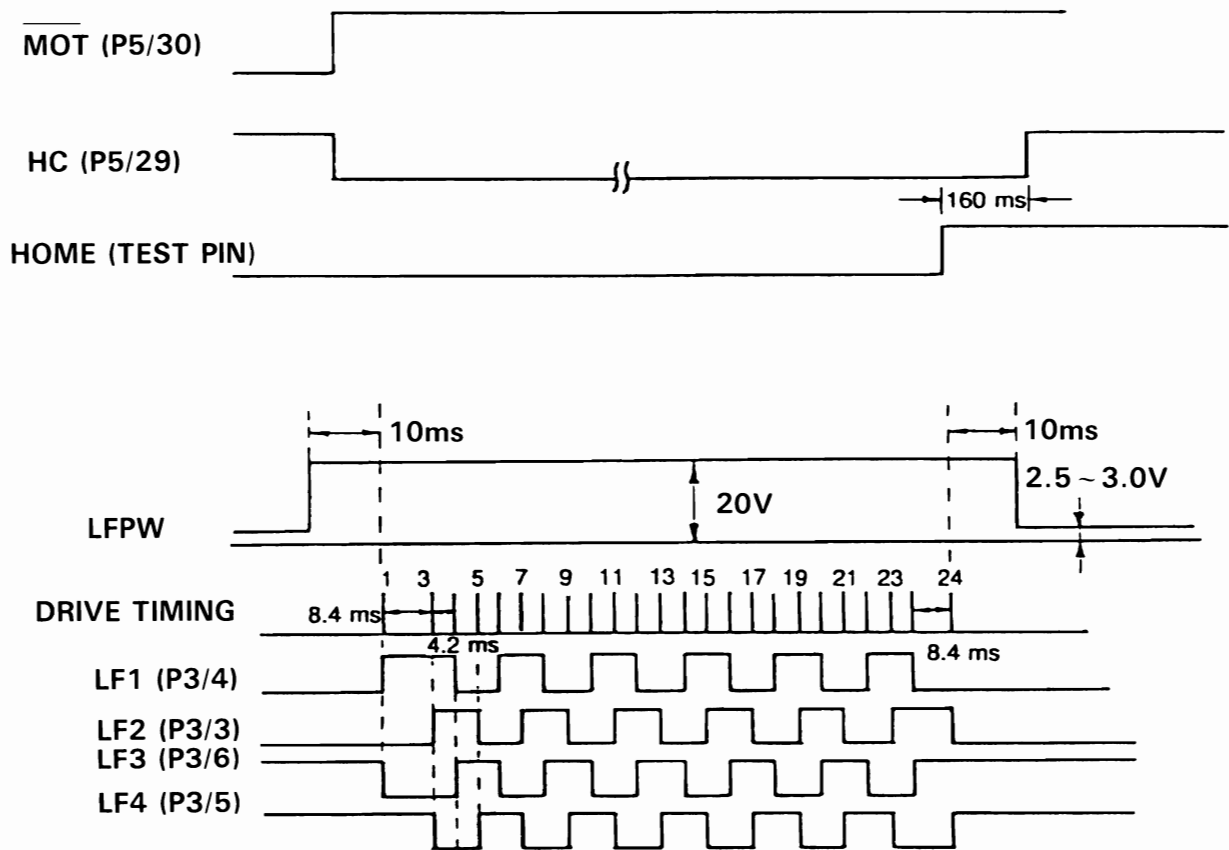 MOT (P5/30)
HC (P5/29)
160 ms
HOME (TEST PIN)
10ms
10ms
2.5 ~ 3.0V
20V
LFPW
1 3 5 7 9 11 13 15 17 19 21 23 24
DRIVE TIMING
8.4 ms
4.2 ms
8.4 ms
LF1 (P3/4)
LF2 (P3/3)
LF3 (P3/6)
LF4 (P3/5)